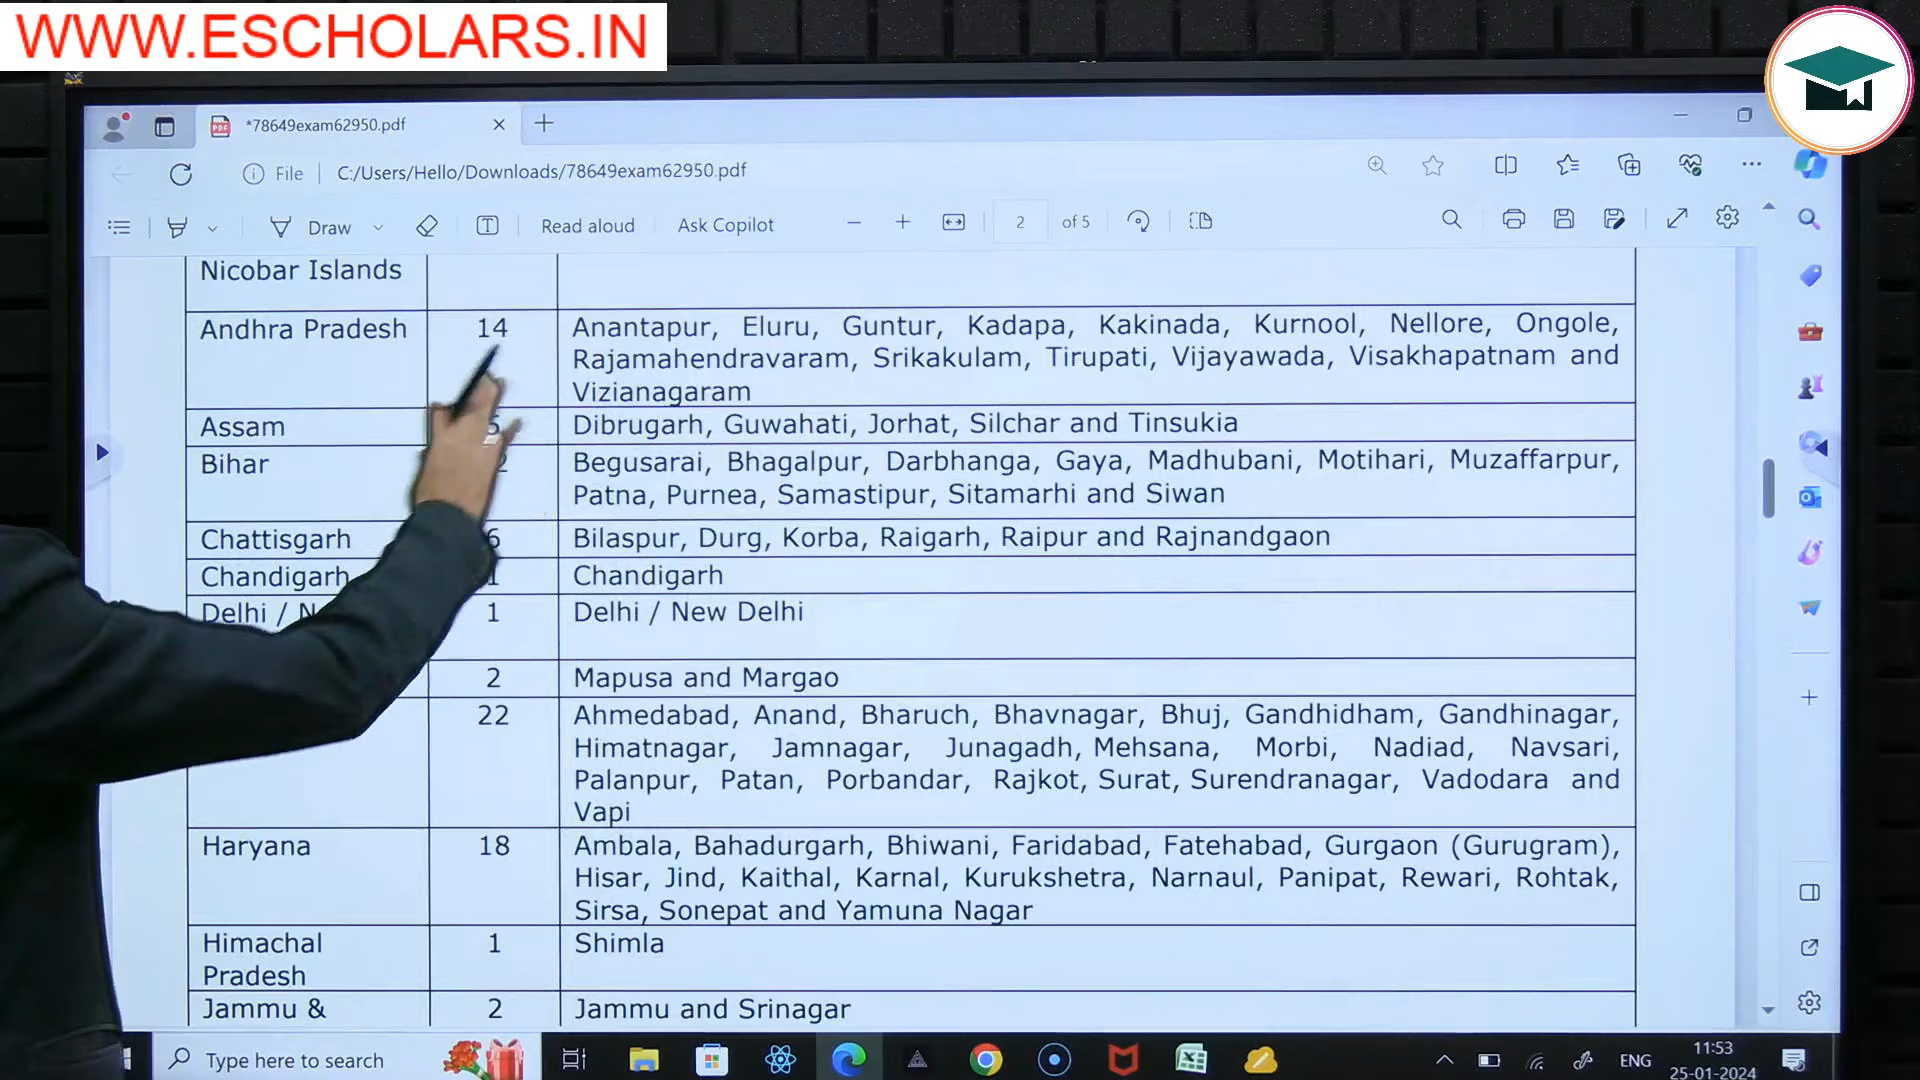 WWW.ESCHOLARS.IN
*78649exam62950.pdf
File
C:/Users/Hello/Downloads/78649exam62950.pdf
Draw
Read aloud
Ask Copilot
2 of 5
Nicobar Islands
Andhra Pradesh 14 Anantapur, Eluru, Guntur, Kadapa, Kakinada, Kurnool, Nellore, Ongole,
Rajamahendravaram, Srikakulam, Tirupati, Vijayawada, Visakhapatnam and
Vizianagaram
Assam 5 Dibrugarh, Guwahati, Jorhat, Silchar and Tinsukia
Bihar 2 Begusarai, Bhagalpur, Darbhanga, Gaya, Madhubani, Motihari, Muzaffarpur,
Patna, Purnea, Samastipur, Sitamarhi and Siwan
Chattisgarh 6 Bilaspur, Durg, Korba, Raigarh, Raipur and Rajnandgaon
Chandigarh 1 Chandigarh
Delhi / 1 Delhi / New Delhi
2 Mapusa and Margao
22 Ahmedabad, Anand, Bharuch, Bhavnagar, Bhuj, Gandhidham, Gandhinagar,
Himatnagar, Jamnagar, Junagadh, Mehsana, Morbi, Nadiad, Navsari,
Palanpur, Patan, Porbandar, Rajkot, Surat, Surendranagar, Vadodara and
Vapi
Haryana 18 Ambala, Bahadurgarh, Bhiwani, Faridabad, Fatehabad, Gurgaon (Gurugram),
Hisar, Jind, Kaithal, Karnal, Kurukshetra, Narnaul, Panipat, Rewari, Rohtak,
Sirsa, Sonepat and Yamuna Nagar
Himachal 1 Shimla
Pradesh
Jammu & 2 Jammu and Srinagar
Type here to search
ENG
11:53
25-01-2024